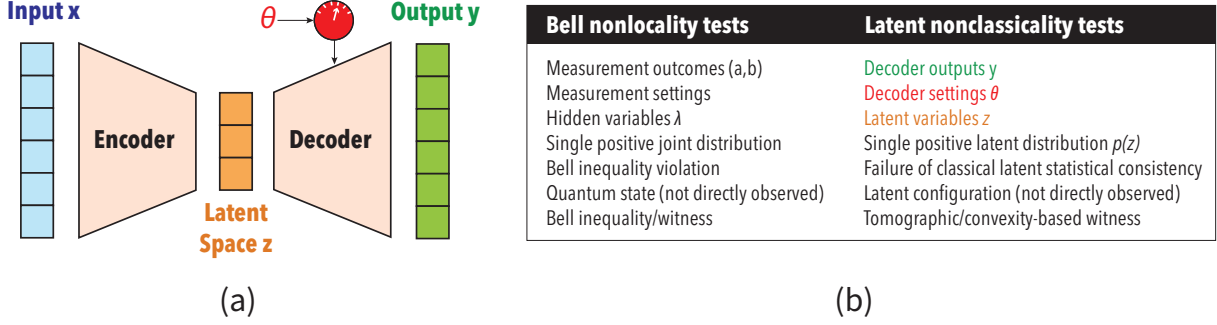 Input x
θ
Output y
Encoder
Decoder
Latent
Space z
(a)
Bell nonlocality tests Latent nonclassicality tests
Measurement outcomes (a,b) Decoder outputs y
Measurement settings Decoder settings θ
Hidden variables λ Latent variables z
Single positive joint distribution Single positive latent distribution p(z)
Bell inequality violation Failure of classical latent statistical consistency
Quantum state (not directly observed) Latent configuration (not directly observed)
Bell inequality/witness Tomographic/convexity-based witness
(b)